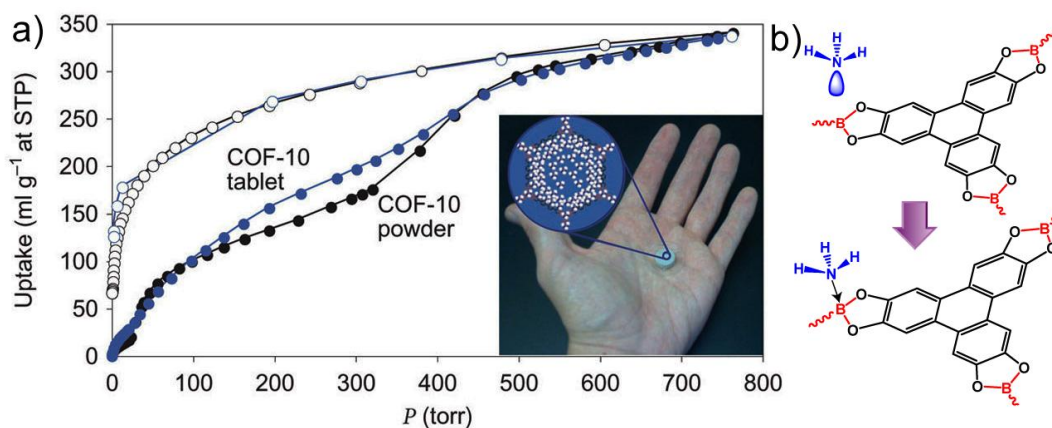 a)
Uptake (ml g⁻¹ at STP)
350
300
250
200
150
100
50
0
COF-10
tablet
COF-10
powder
0
100
200
300
400
500
600
700
800
P (torr)
b)
H
H N H
B
O O
O
B
O
O
O
B
H
H N H
B
O O
B O
O
O
O
B